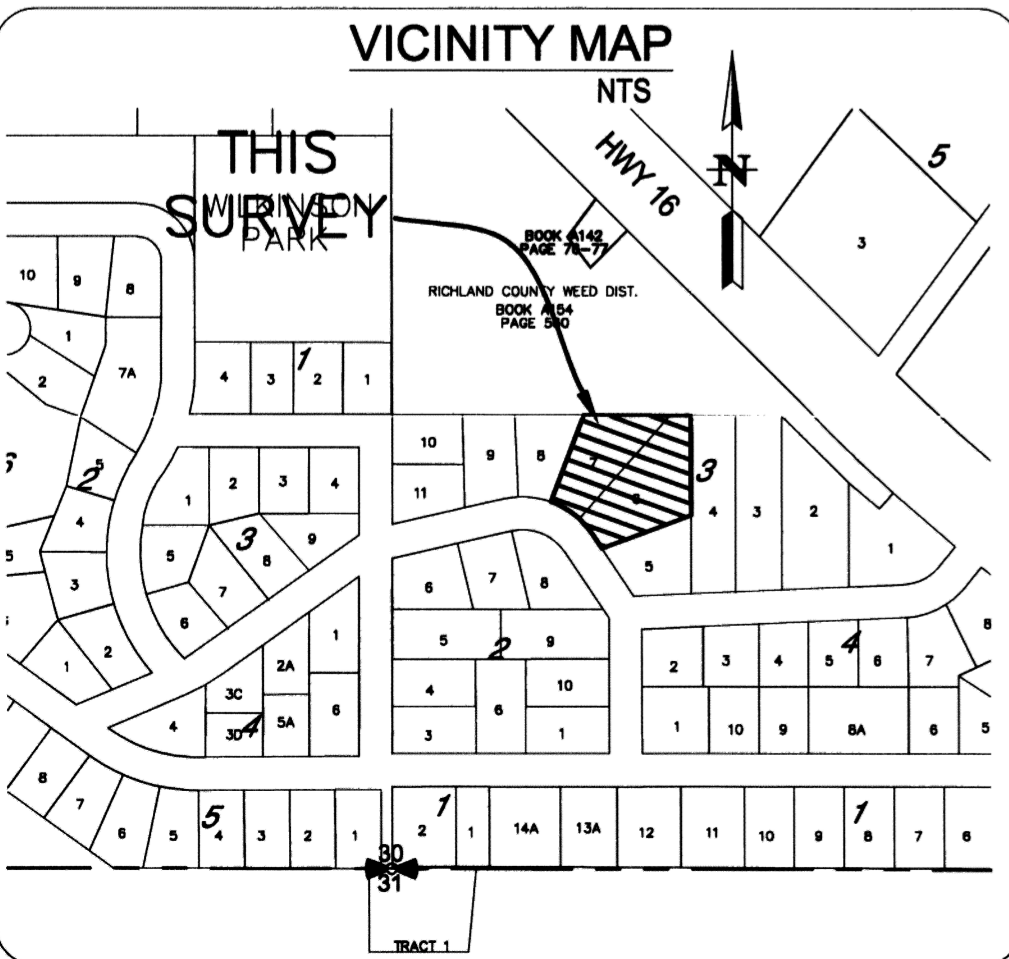 VICINITY MAP
NTS
THIS
SURVEY
WILKINSON
PARK
HWY 16
N
5
3
BOOK A142
PAGE 76-77
RICHLAND COUNTY WEED DIST.
BOOK A154
PAGE
10 9 8
1
2
7A
5
2
4
3
2
1
5
4 3 2 1
1
1 2 3 4
5
3
9
8
7
6
10
11
9
8
7
6
3
5
4
3
2
1
6
7
8
5
2
9
4
6
10
3
1
1
2A
3C
3D
4
5A
6
4
2 3 4 5 4 6 7 8
1 10 9 8A 6 5
8 7 6 5 5 4 3 2 1
2 1 1 14A 13A 12 11 10 9 1 8 7 6
30
31
TRACT 1